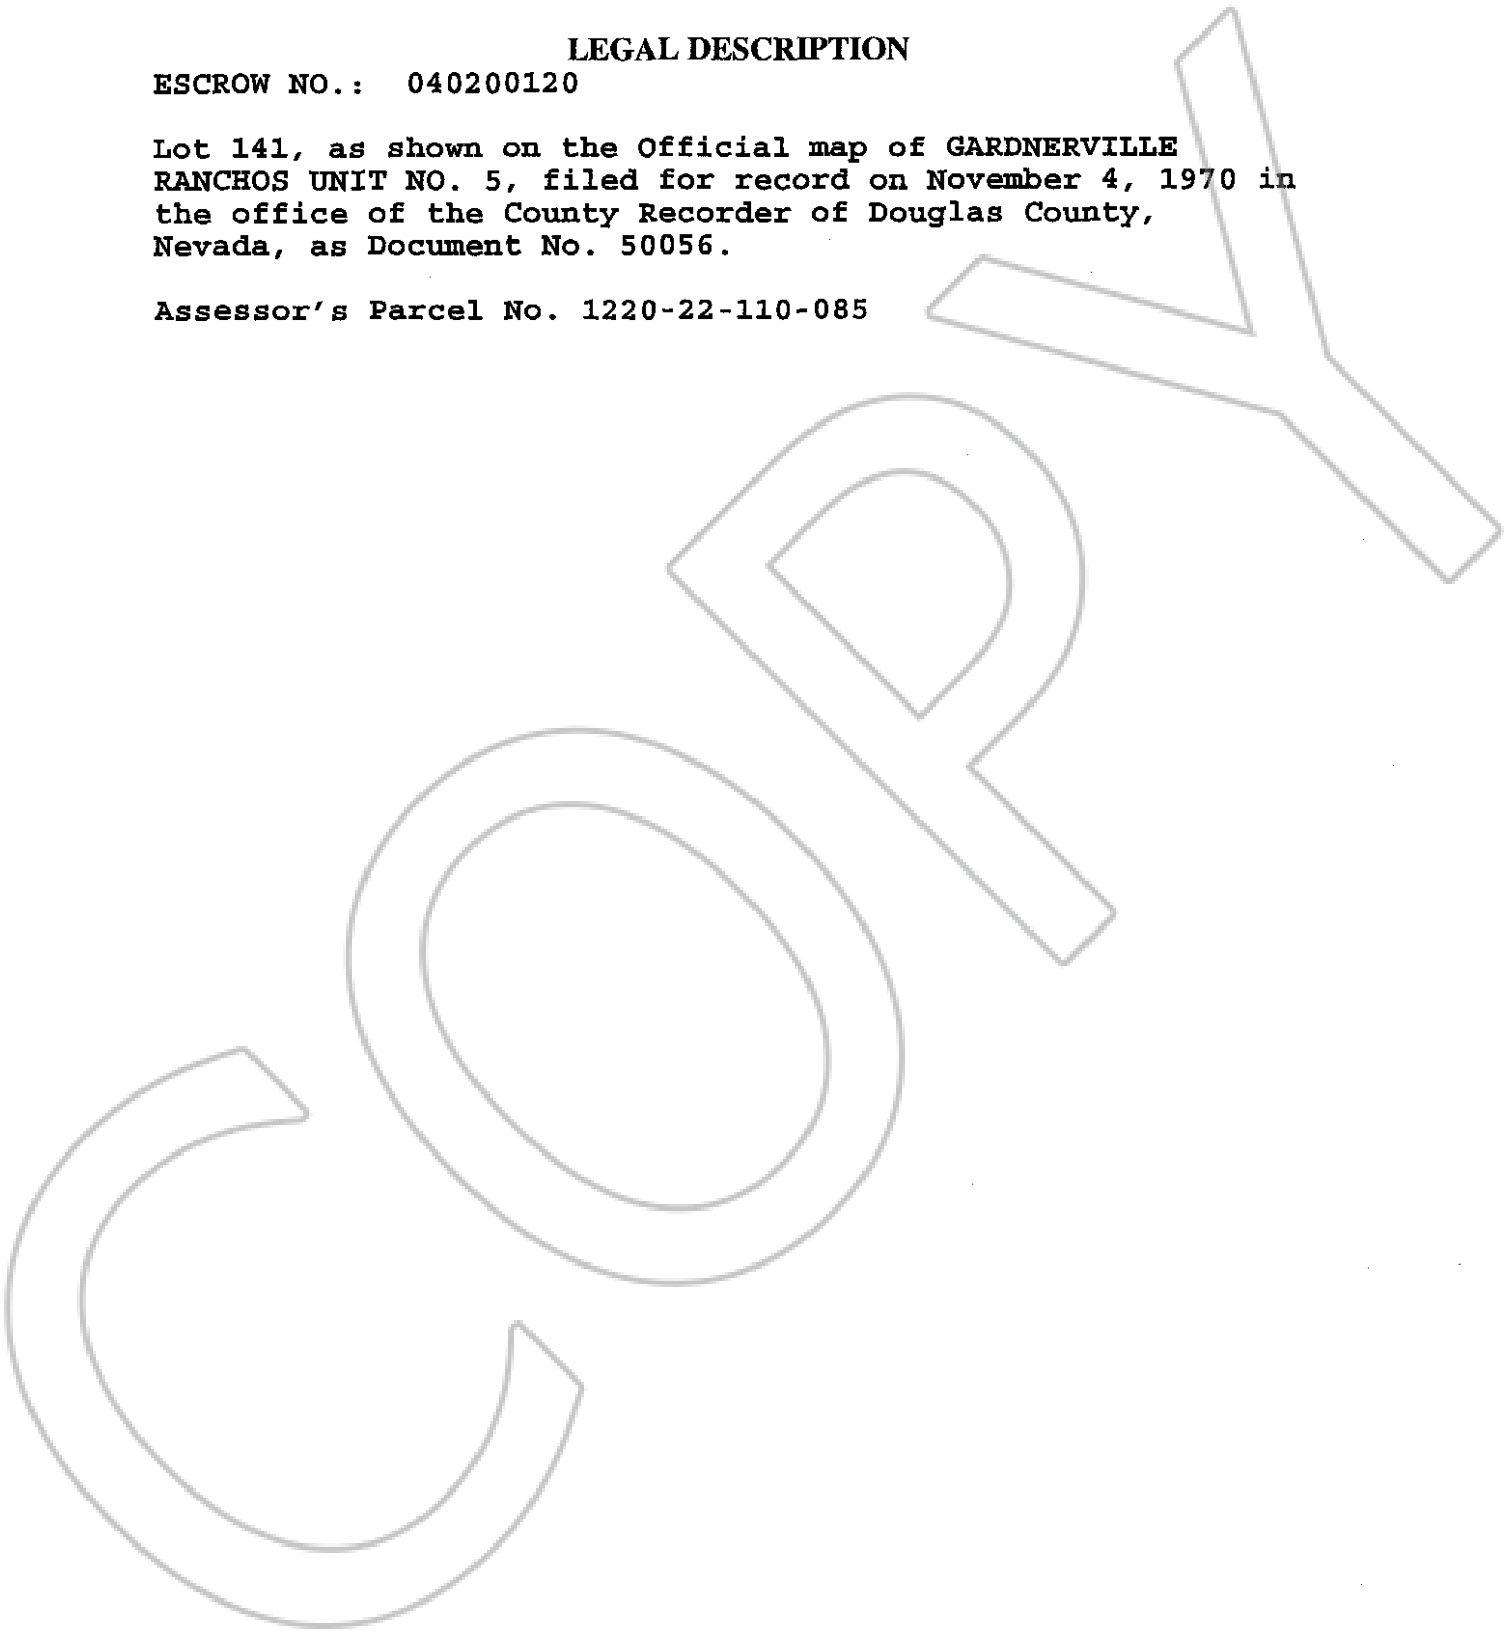 LEGAL DESCRIPTION
ESCROW NO.: 040200120
Lot 141, as shown on the Official map of GARDNERVILLE
RANCHOS UNIT NO. 5, filed for record on November 4, 1970 in
the office of the County Recorder of Douglas County,
Nevada, as Document No. 50056.
Assessor's Parcel No. 1220-22-110-085
COPY